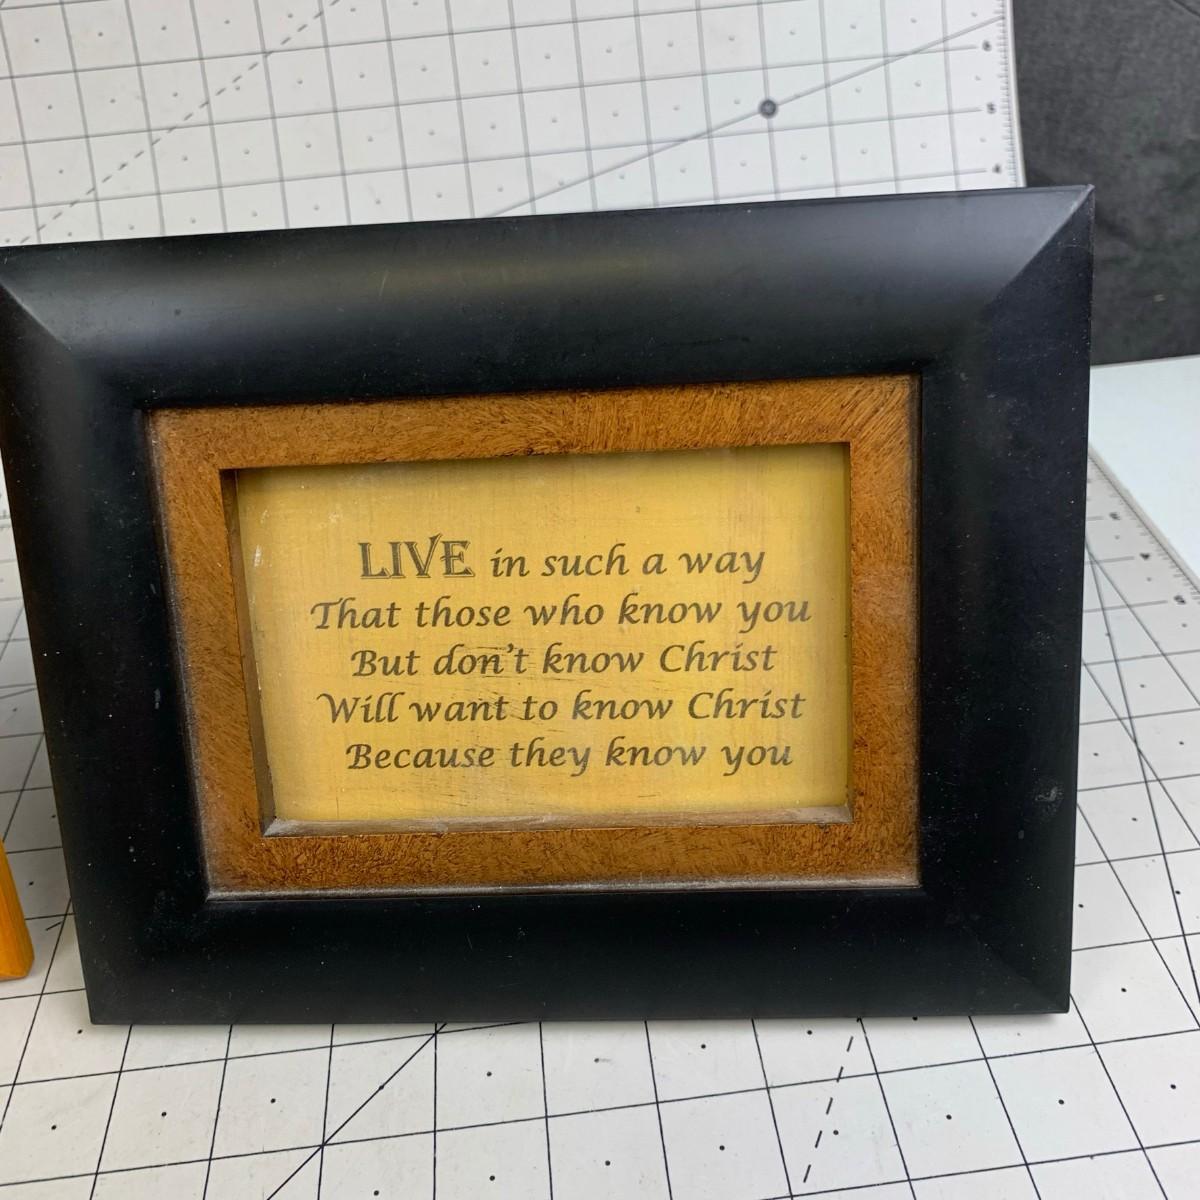 LIVE in such a way
That those who know you
But don't know Christ
Will want to know Christ
Because they know you